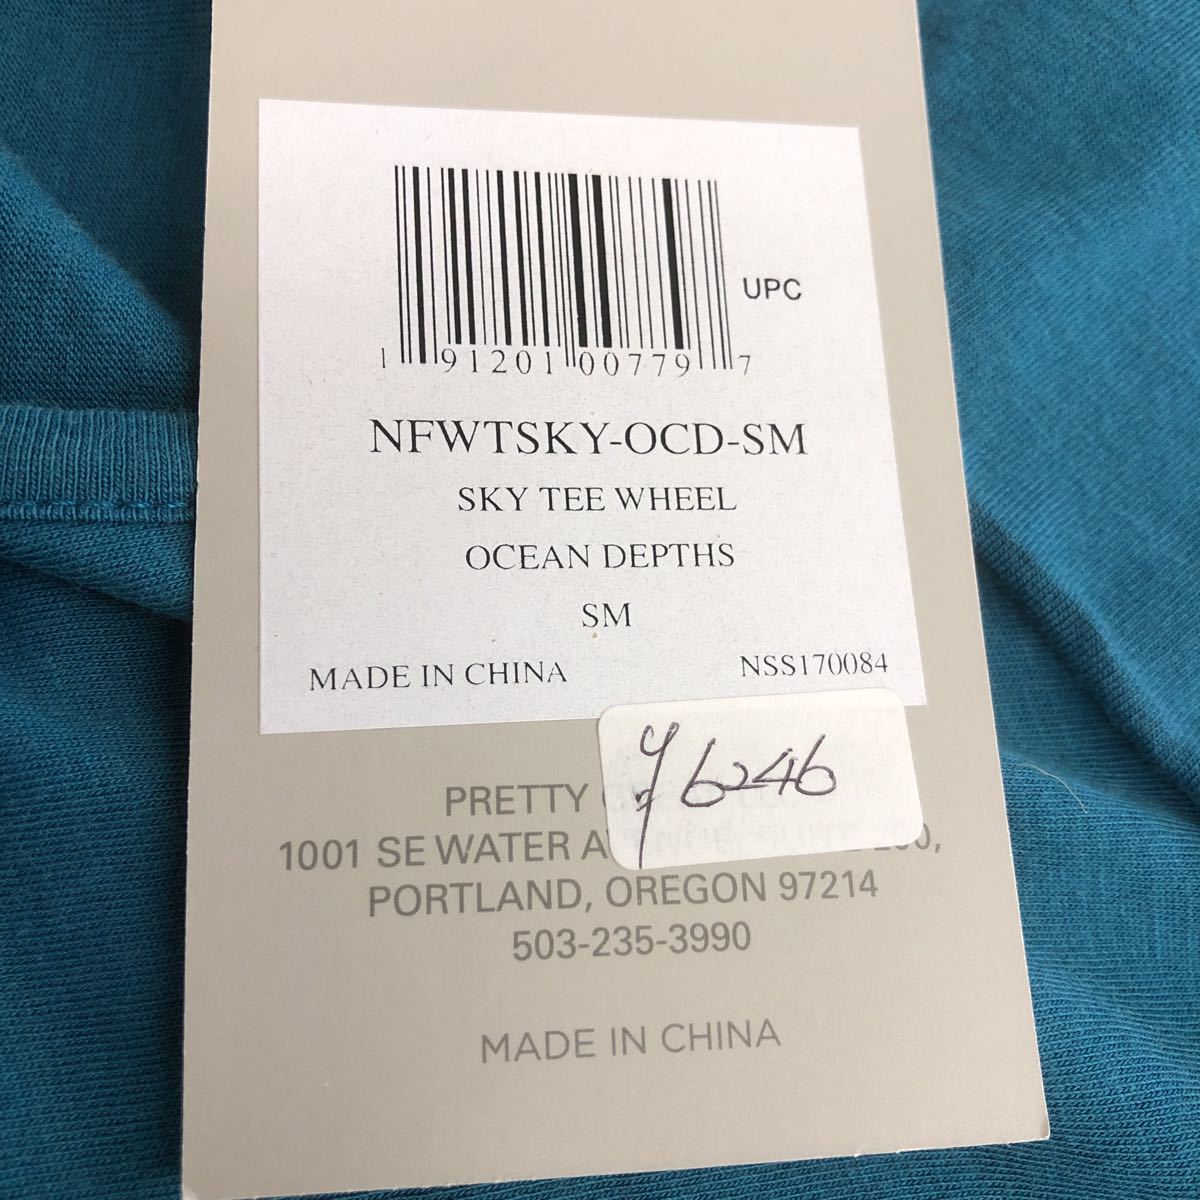 UPC
1 91201 00779 7
NFWTSKY-OCD-SM
SKY TEE WHEEL
OCEAN DEPTHS
SM
MADE IN CHINA NSS170084
6246
PRETTY
1001 SE WATER
PORTLAND, OREGON 97214
503-235-3990
MADE IN CHINA